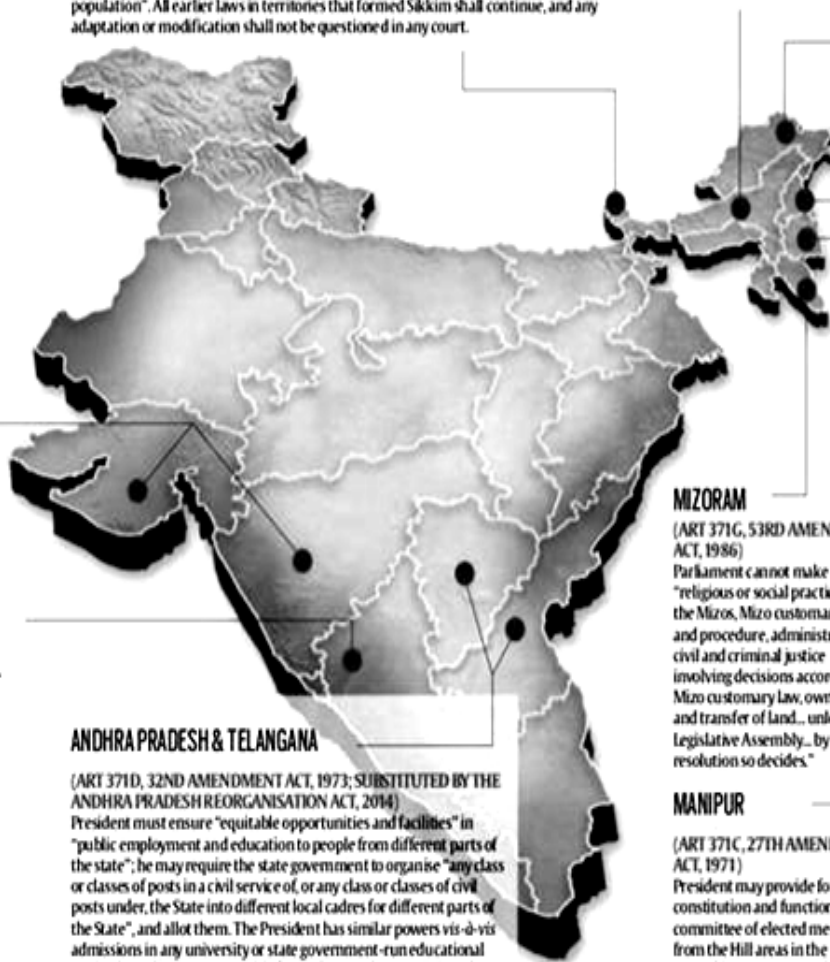 population". All earlier laws in territories that formed Sikkim shall continue, and any
adaptation or modification shall not be questioned in any court.
MIZORAM
(ART 371G, 53RD AMEN
ACT, 1986)
Parliament cannot make
"religious or social practi
the Mizos, Mizo customar
and procedure, administr
civil and criminal justice
involving decisions accor
Mizo customary law, own
and transfer of land... unl
Legislative Assembly... by
resolution so decides."
ANDHRA PRADESH & TELANGANA
(ART 371D, 32ND AMENDMENT ACT, 1973; SUBSTITUTED BY THE
ANDHRA PRADESH REORGANISATION ACT, 2014)
President must ensure "equitable opportunities and facilities" in
"public employment and education to people from different parts of
the state"; he may require the state government to organise "any class
or classes of posts in a civil service of, or any class or classes of civil
posts under, the State into different local cadres for different parts of
the State", and allot them. The President has similar powers vis-à-vis
admissions in any university or state government-run educational
MANIPUR
(ART 371C, 27TH AMEN
ACT, 1971)
President may provide fo
constitution and function
committee of elected me
from the Hill areas in the